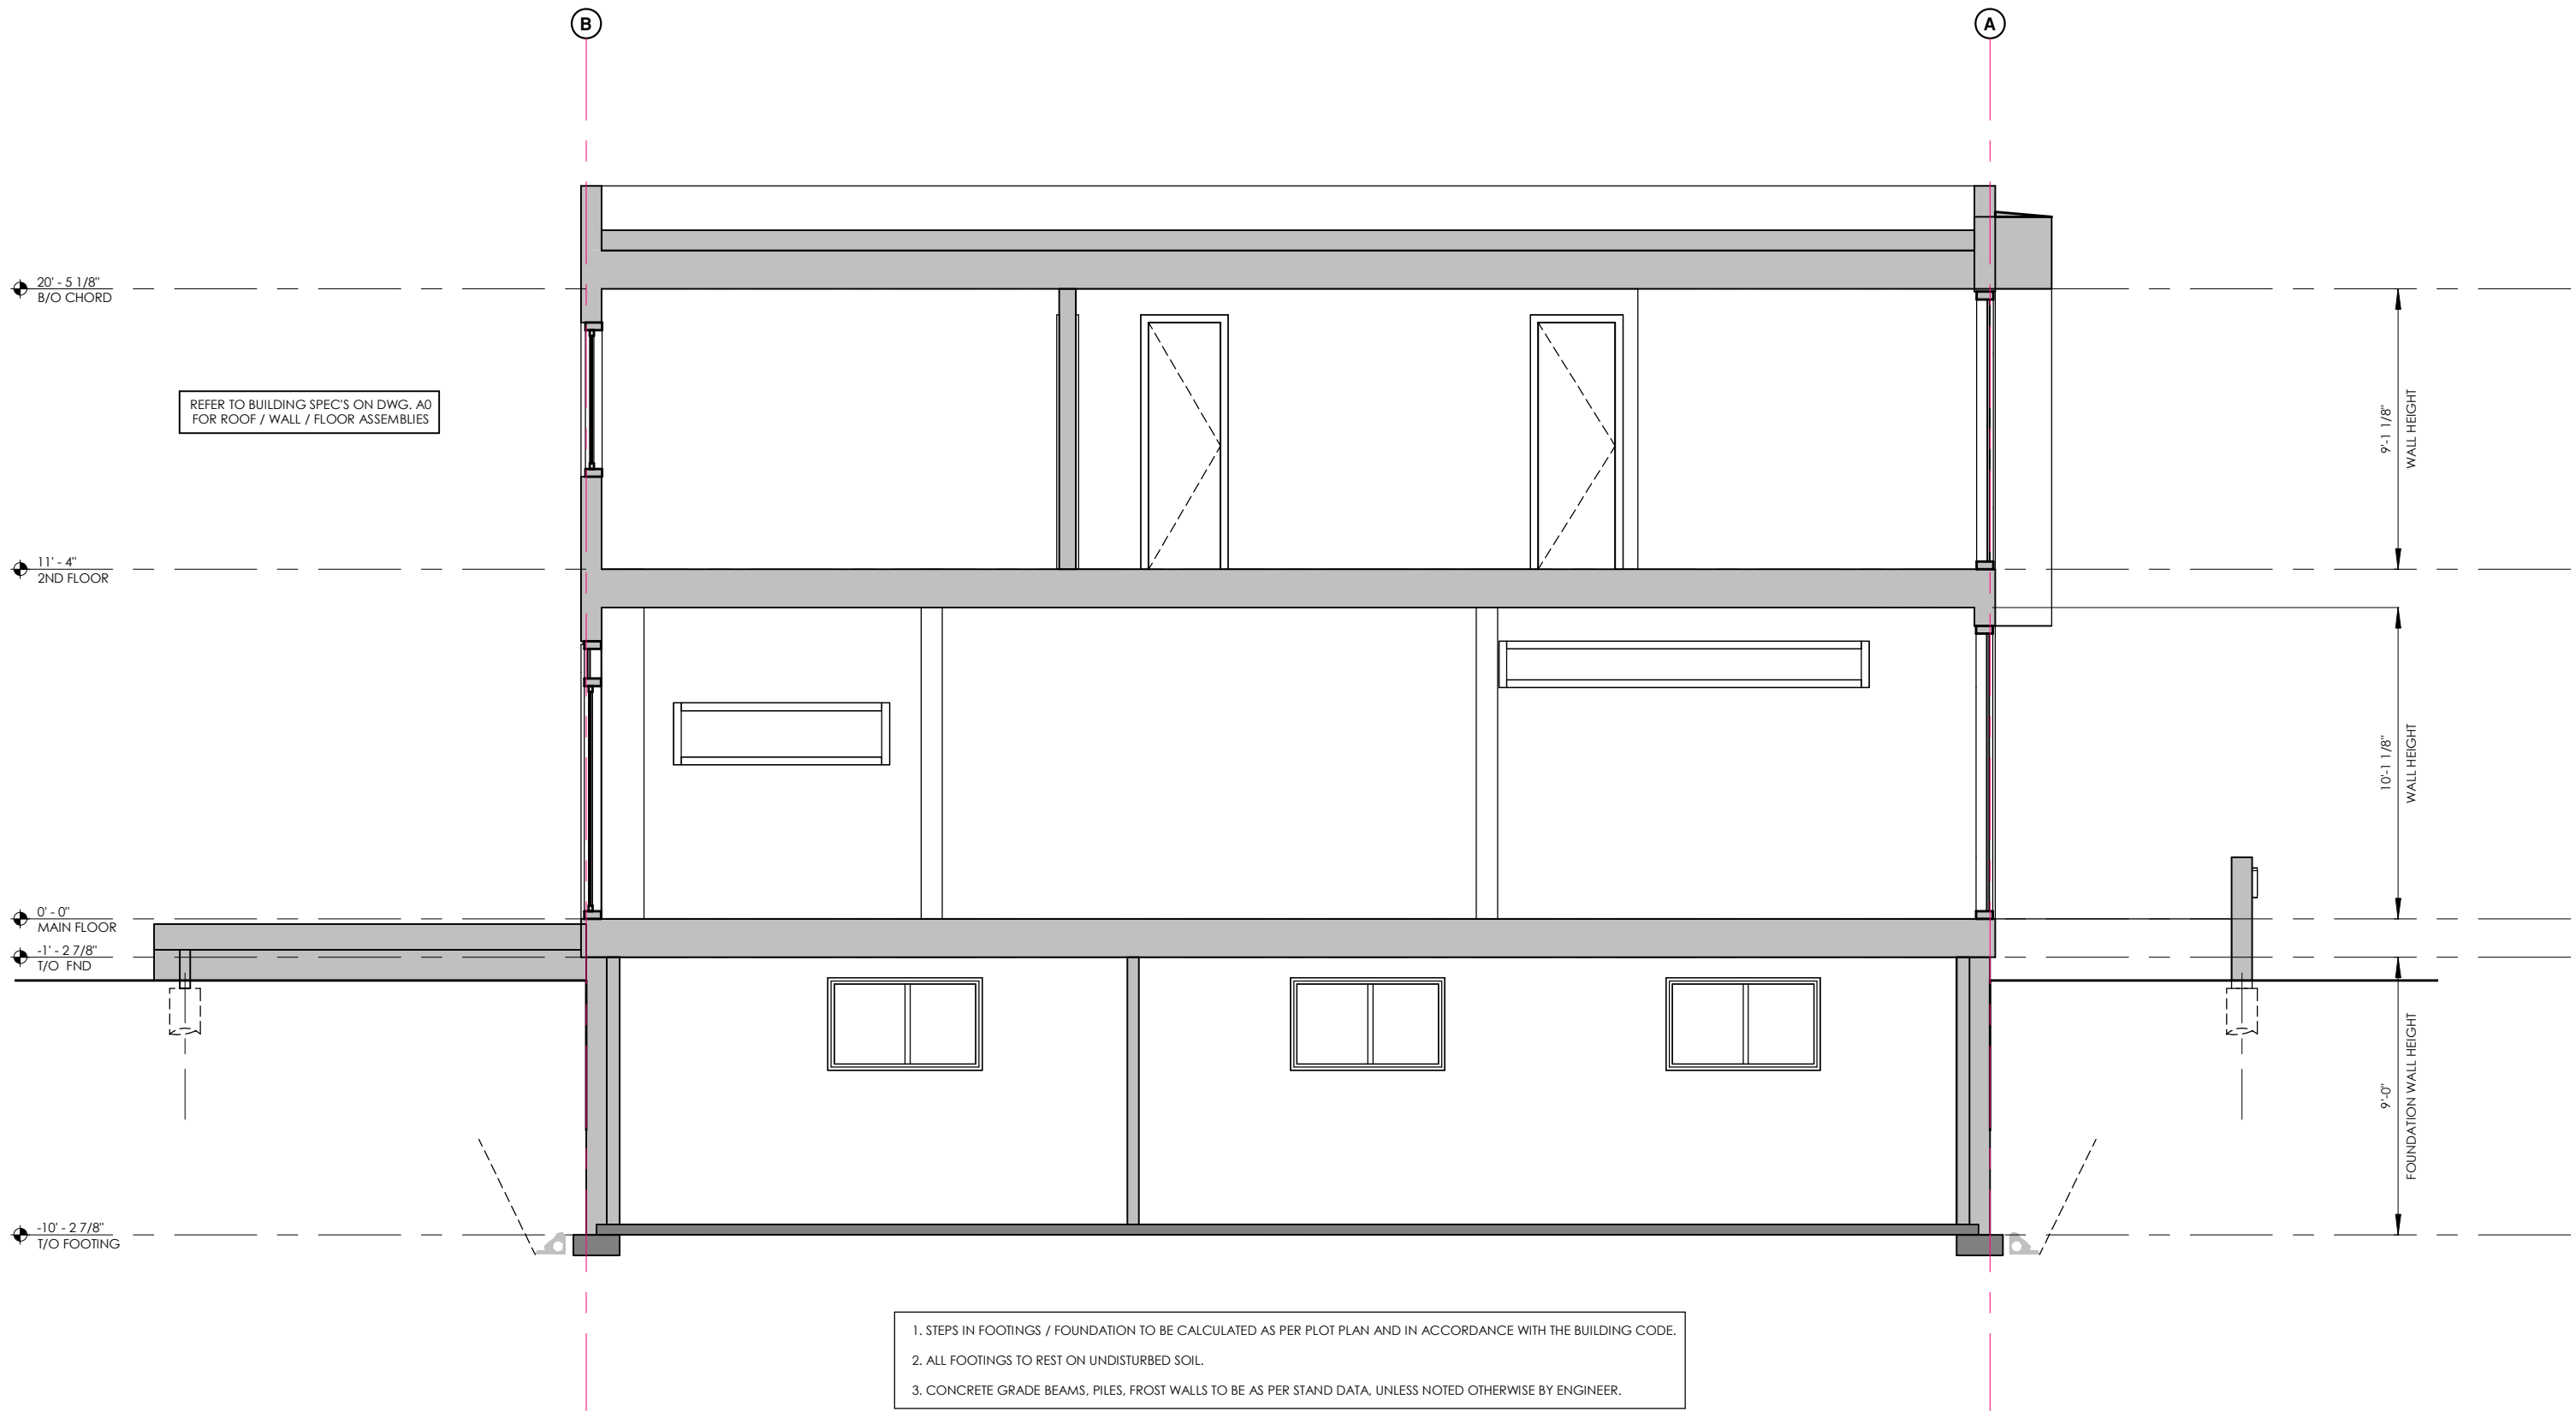 B
A
20' - 5 1/8"
B/O CHORD
REFER TO BUILDING SPEC'S ON DWG. A0
FOR ROOF / WALL / FLOOR ASSEMBLIES
9'-1 1/8"
WALL HEIGHT
11' - 4"
2ND FLOOR
10'-1 1/8"
WALL HEIGHT
0' - 0"
MAIN FLOOR
-1' - 2 7/8"
T/O FND
9'-0"
FOUNDATION WALL HEIGHT
-10' - 2 7/8"
T/O FOOTING
1. STEPS IN FOOTINGS / FOUNDATION TO BE CALCULATED AS PER PLOT PLAN AND IN ACCORDANCE WITH THE BUILDING CODE.
2. ALL FOOTINGS TO REST ON UNDISTURBED SOIL.
3. CONCRETE GRADE BEAMS, PILES, FROST WALLS TO BE AS PER STAND DATA, UNLESS NOTED OTHERWISE BY ENGINEER.